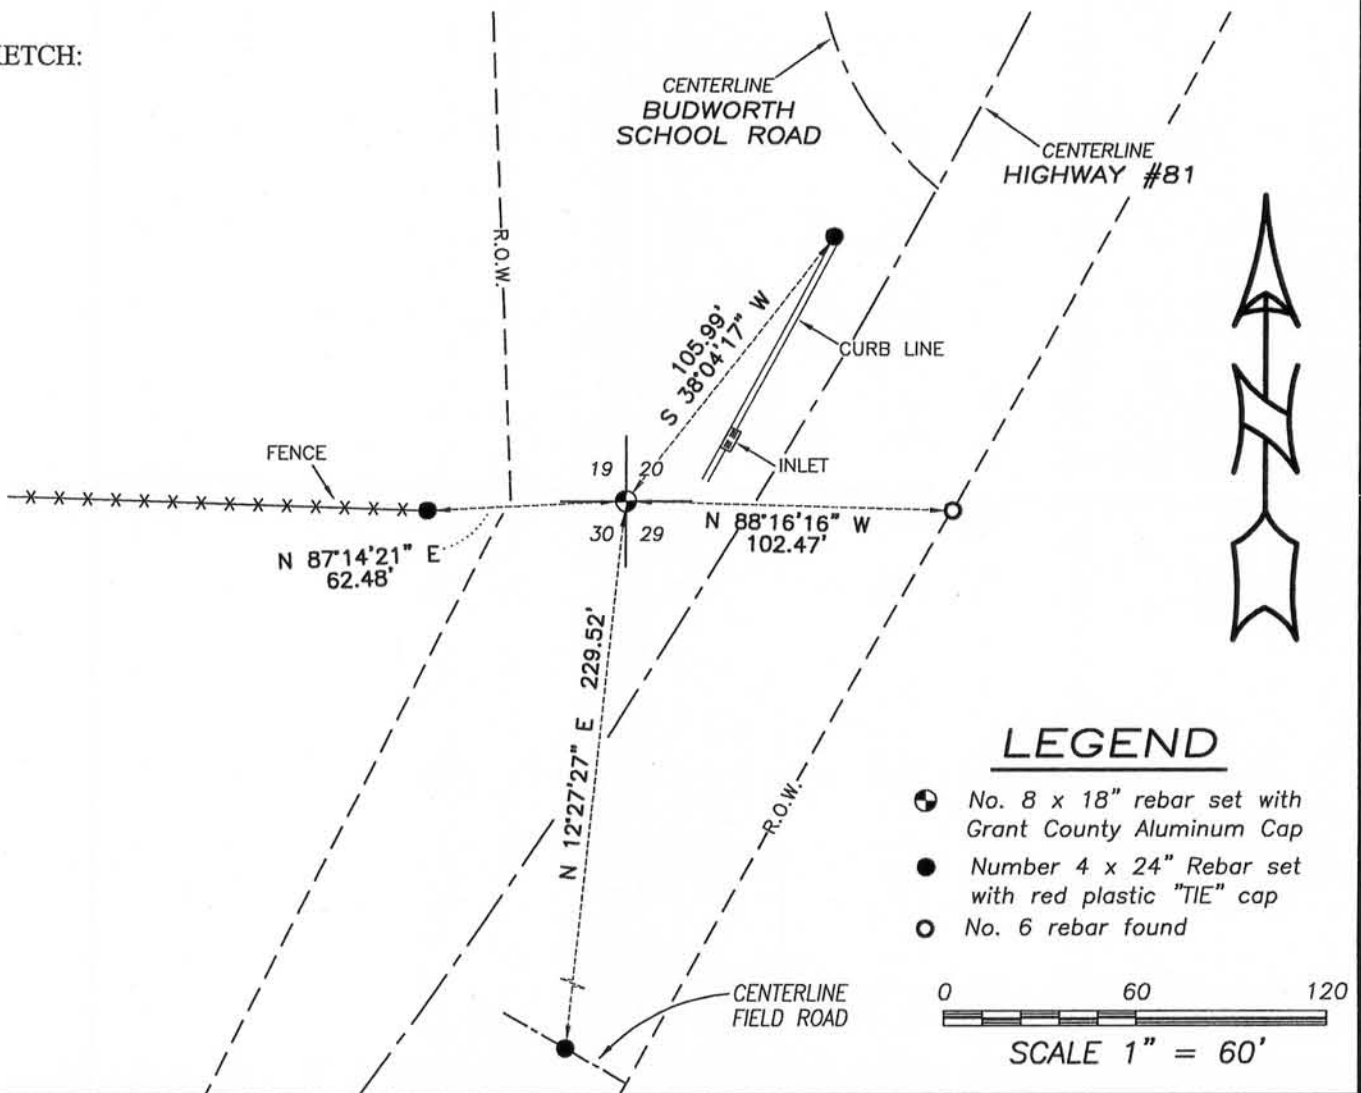 KETCH:
CENTERLINE
BUDWORTH
SCHOOL ROAD
CENTERLINE
HIGHWAY #81
R.O.W.
105.99'
S 38°04'17" W
CURB LINE
FENCE
19 20
INLET
30 29
N 88°16'16" W
102.47'
N 87°14'21" E
62.48'
N 12°27'27" E 229.52'
R.O.W.
N
LEGEND
No. 8 x 18" rebar set with
Grant County Aluminum Cap
Number 4 x 24" Rebar set
with red plastic "TIE" cap
No. 6 rebar found
CENTERLINE
FIELD ROAD
0 60 120
SCALE 1" = 60'